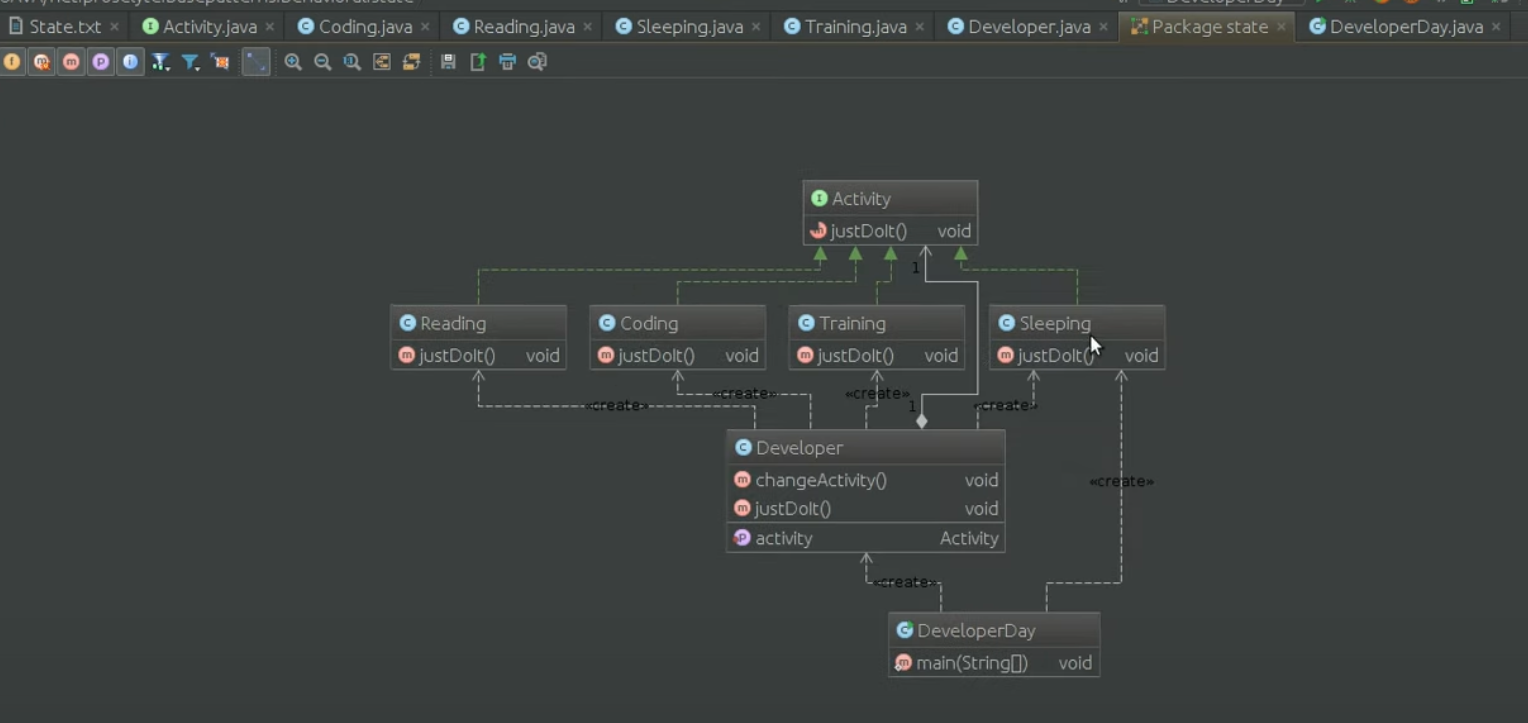 State.txt Activity.java Coding.java Reading.java Sleeping.java Training.java Developer.java Package state DeveloperDay.java
Activity
justDoIt() void
1
Reading Coding Training Sleeping
justDoIt() void justDoIt() void justDoIt() void justDoIt() void
«create» «create» «create» «create»
1
Developer
changeActivity() void
justDoIt() void
activity Activity
«create»
«create»
DeveloperDay
main(String[]) void